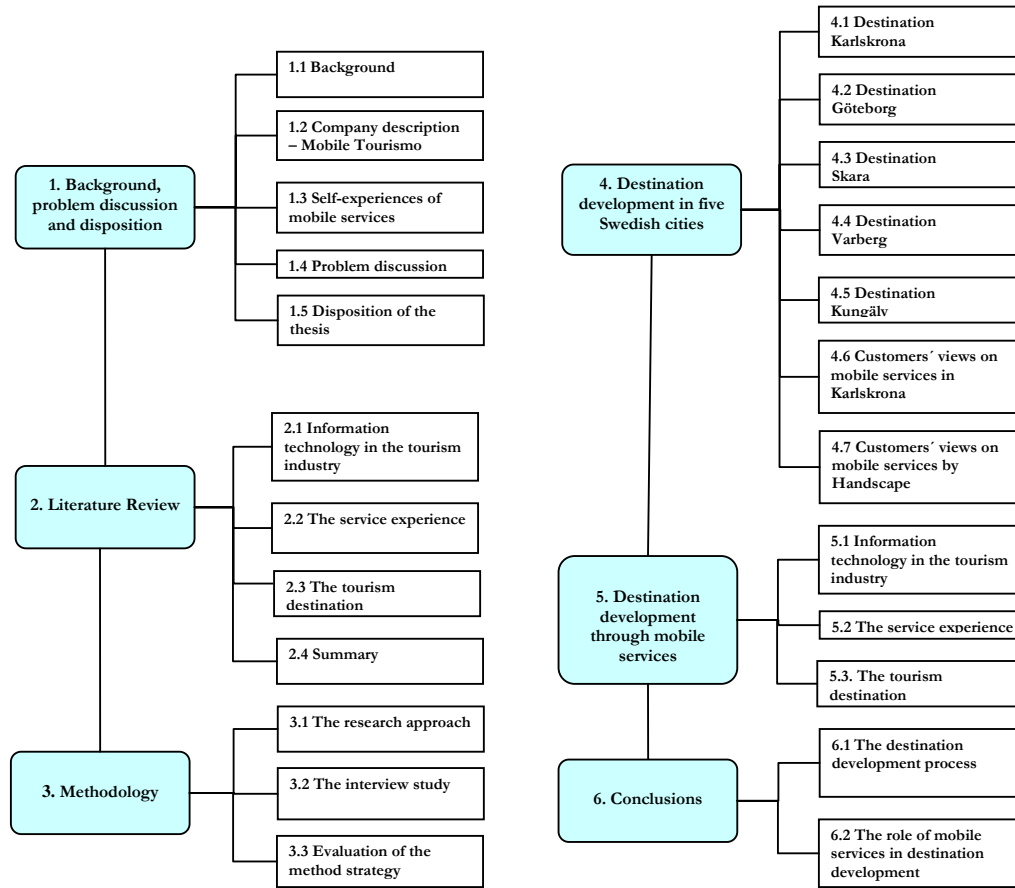 1. Background,
problem discussion
and disposition
1.1 Background
1.2 Company description
– Mobile Tourismo
1.3 Self-experiences of
mobile services
1.4 Problem discussion
1.5 Disposition of the
thesis
2. Literature Review
2.1 Information
technology in the tourism
industry
2.2 The service experience
2.3 The tourism
destination
2.4 Summary
3. Methodology
3.1 The research approach
3.2 The interview study
3.3 Evaluation of the
method strategy
4. Destination
development in five
Swedish cities
4.1 Destination
Karlskrona
4.2 Destination
Göteborg
4.3 Destination
Skara
4.4 Destination
Varberg
4.5 Destination
Kungälv
4.6 Customers´ views on
mobile services in
Karlskrona
4.7 Customers´ views on
mobile services by
Handscape
5. Destination
development
through mobile
services
5.1 Information
technology in the tourism
industry
5.2 The service experience
5.3. The tourism
destination
6. Conclusions
6.1 The destination
development process
6.2 The role of mobile
services in destination
development